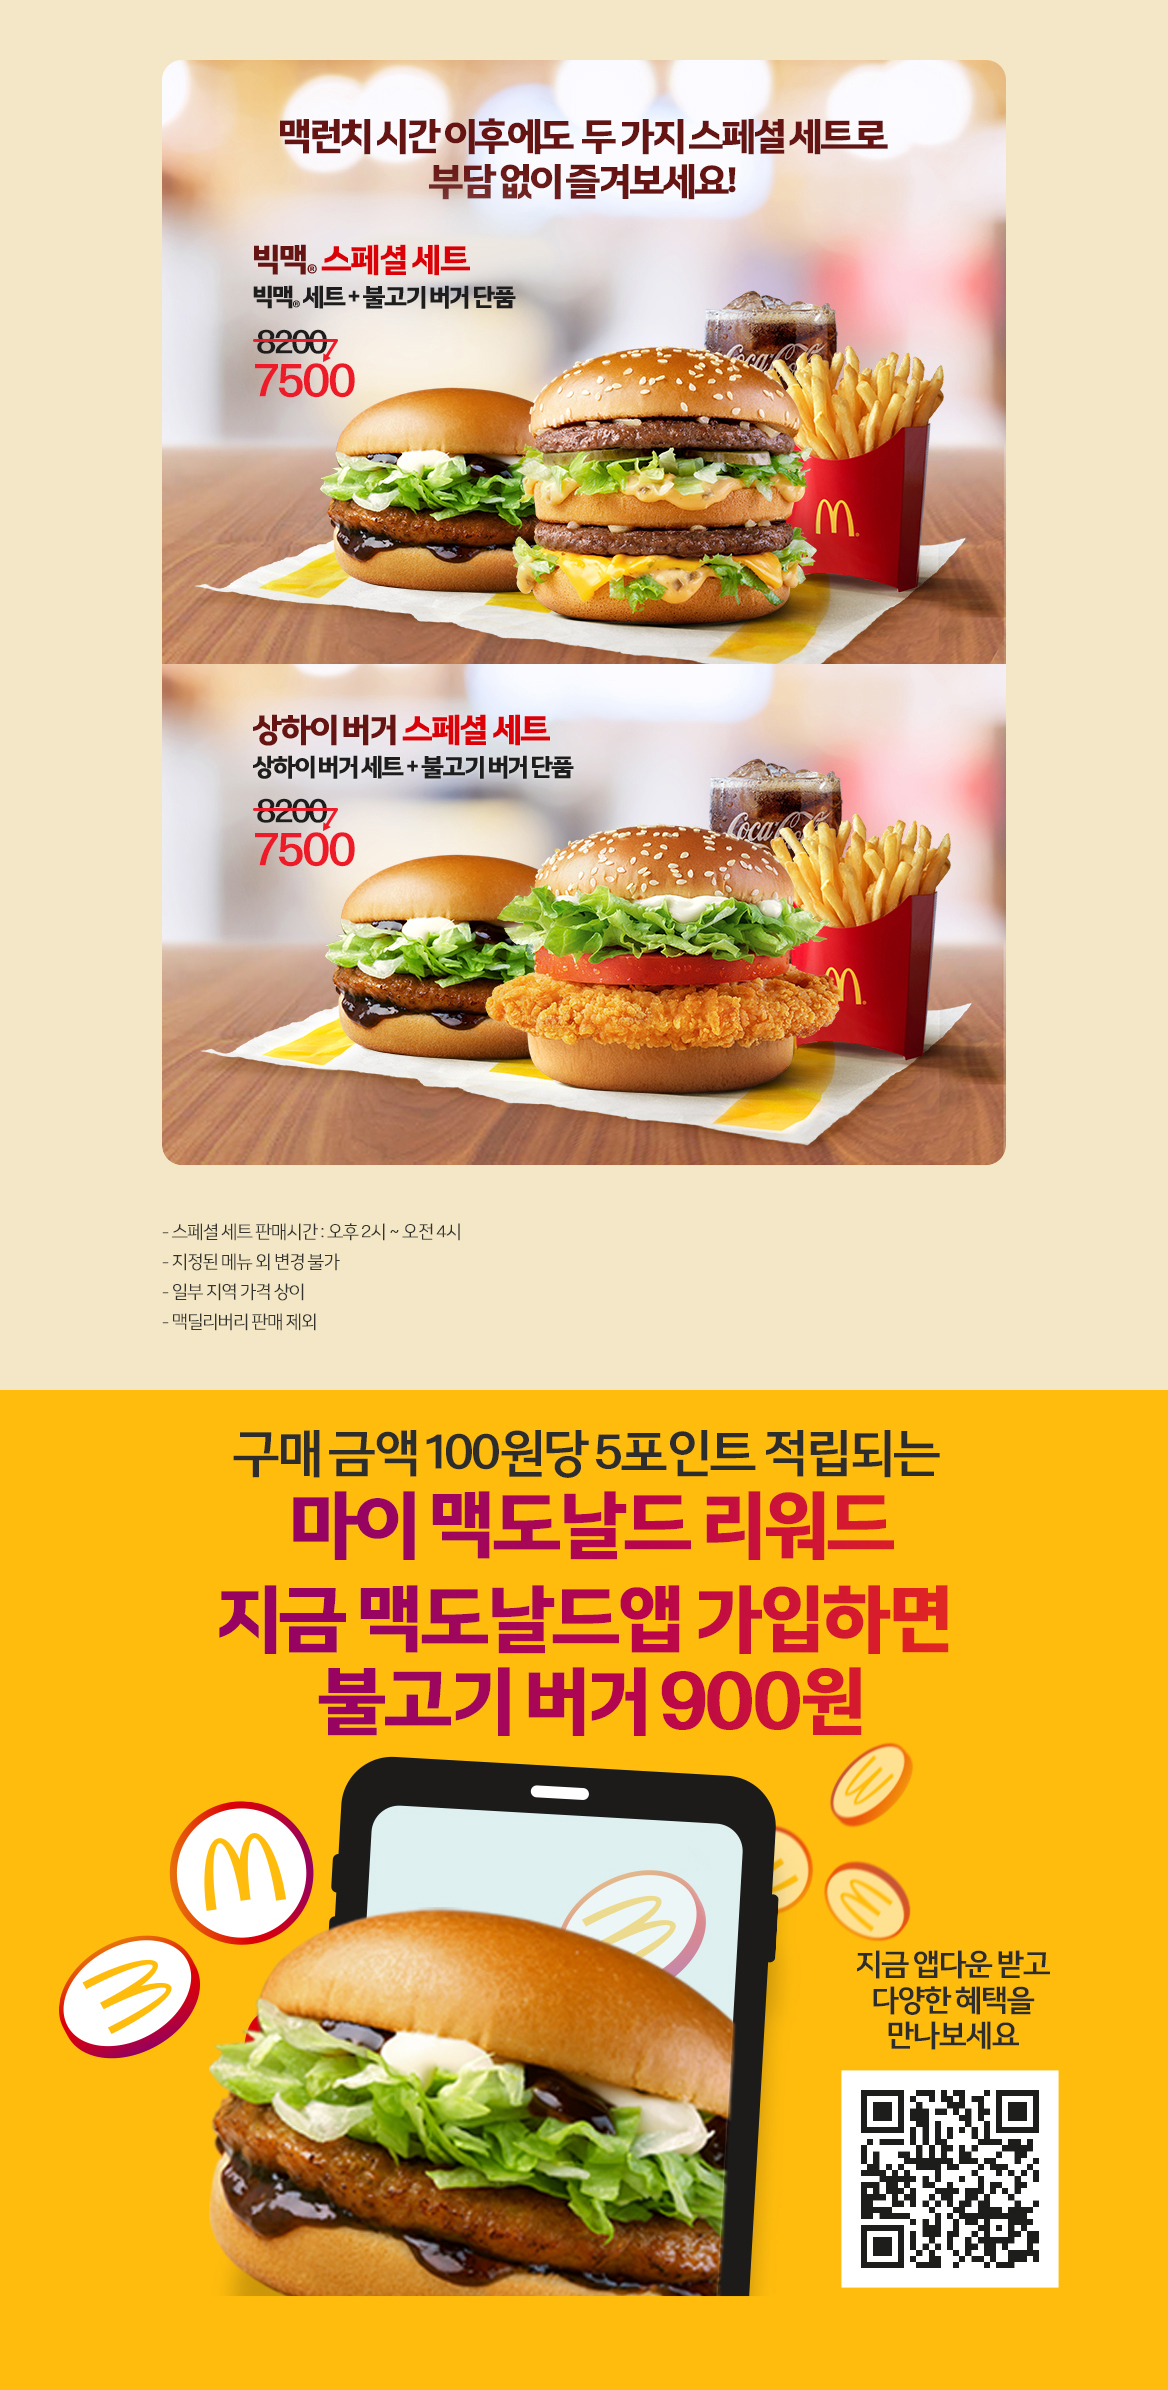 맥런치 시간 이후에도 두 가지 스페셜 세트로
부담 없이 즐겨보세요!
빅맥® 스페셜 세트
빅맥® 세트 + 불고기 버거 단품
8200
7500
Coca-Cola
상하이 버거 스페셜 세트
상하이 버거 세트 + 불고기 버거 단품
8200
7500
Coca-Cola
- 스페셜 세트 판매시간 : 오후 2시 ~ 오전 4시
- 지정된 메뉴 외 변경 불가
- 일부 지역 가격 상이
- 맥딜리버리 판매 제외
구매 금액 100원당 5포인트 적립되는
마이 맥도날드 리워드
지금 맥도날드앱 가입하면
불고기 버거 900원
지금 앱다운 받고
다양한 혜택을
만나보세요